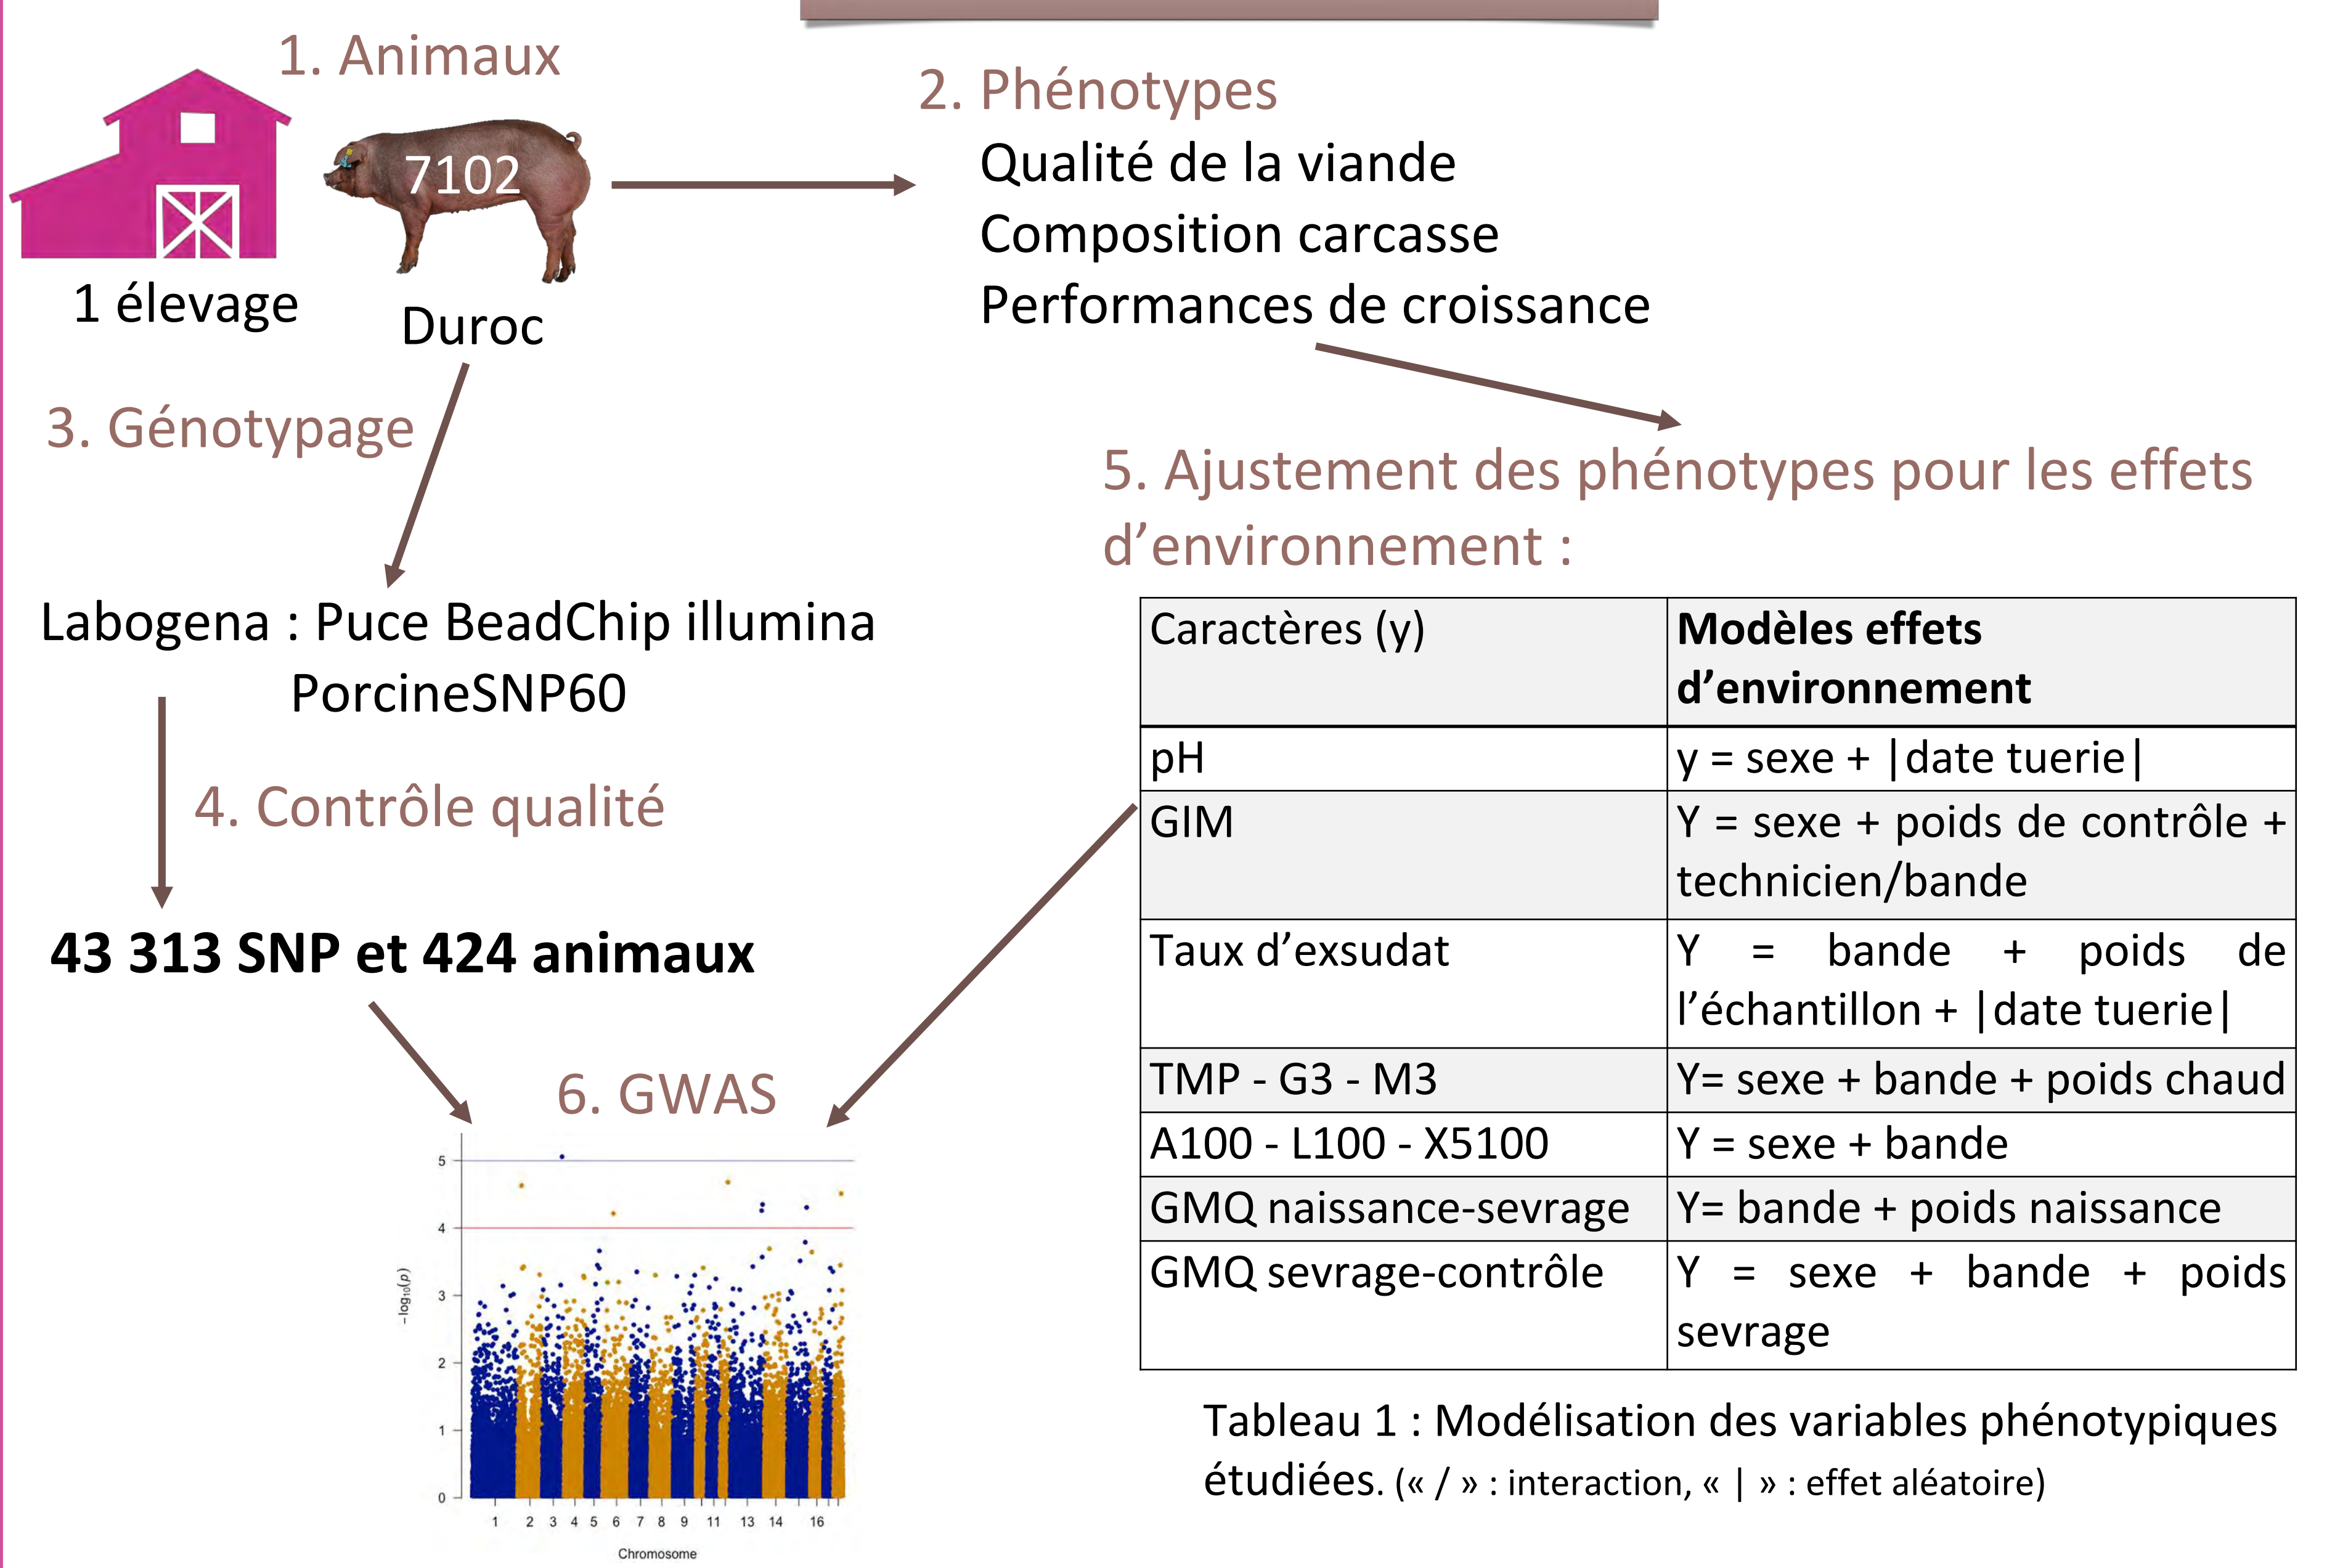 1. Animaux
7102
1 élevage
Duroc
2. Phénotypes
Qualité de la viande
Composition carcasse
Performances de croissance
3. Génotypage
Labogena : Puce BeadChip illumina
PorcineSNP60
4. Contrôle qualité
43 313 SNP et 424 animaux
5. Ajustement des phénotypes pour les effets
d’environnement :
Caractères (y)
Modèles effets
d’environnement
pH
y = sexe + |date tuerie|
GIM
Y = sexe + poids de contrôle +
technicien/bande
Taux d’exsudat
Y = bande + poids de
l’échantillon + |date tuerie|
TMP - G3 - M3
Y= sexe + bande + poids chaud
A100 - L100 - X5100
Y = sexe + bande
GMQ naissance-sevrage
Y= bande + poids naissance
GMQ sevrage-contrôle
Y = sexe + bande + poids
sevrage
Tableau 1 : Modélisation des variables phénotypiques
étudiées. (« / » : interaction, « | » : effet aléatoire)
6. GWAS
5
4
3
2
1
0
−log10(p)
1 2 3 4 5 6 7 8 9 11 13 14 16
Chromosome